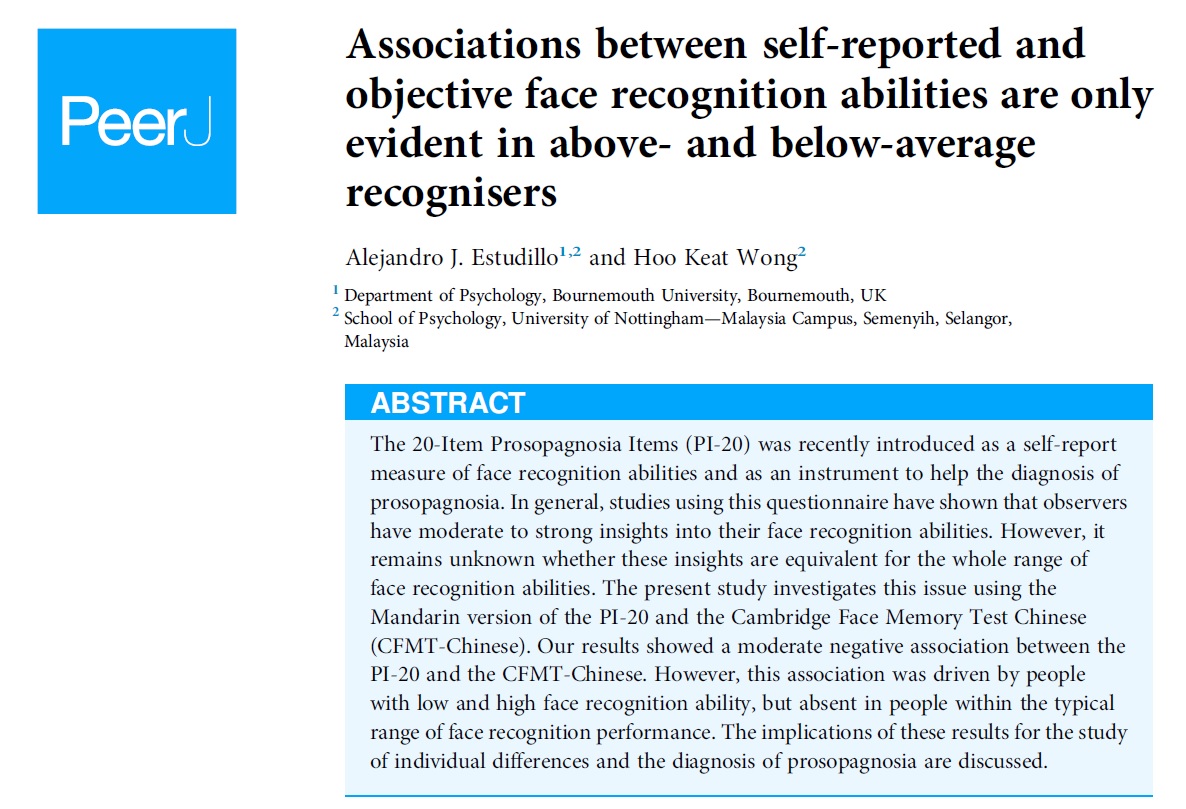 PeerJ
Associations between self-reported and
objective face recognition abilities are only
evident in above- and below-average
recognisers
Alejandro J. Estudillo1,2 and Hoo Keat Wong2
1 Department of Psychology, Bournemouth University, Bournemouth, UK
2 School of Psychology, University of Nottingham—Malaysia Campus, Semenyih, Selangor,
Malaysia
ABSTRACT
The 20-Item Prosopagnosia Items (PI-20) was recently introduced as a self-report
measure of face recognition abilities and as an instrument to help the diagnosis of
prosopagnosia. In general, studies using this questionnaire have shown that observers
have moderate to strong insights into their face recognition abilities. However, it
remains unknown whether these insights are equivalent for the whole range of
face recognition abilities. The present study investigates this issue using the
Mandarin version of the PI-20 and the Cambridge Face Memory Test Chinese
(CFMT-Chinese). Our results showed a moderate negative association between the
PI-20 and the CFMT-Chinese. However, this association was driven by people
with low and high face recognition ability, but absent in people within the typical
range of face recognition performance. The implications of these results for the study
of individual differences and the diagnosis of prosopagnosia are discussed.